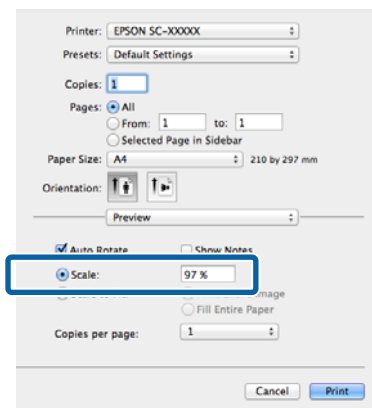 Printer: EPSON SC-XXXXX
Presets: Default Settings
Copies: 1
Pages: All
From: 1 to: 1
Selected Page in Sidebar
Paper Size: A4 210 by 297 mm
Orientation:
Preview
Auto Rotate Show Notes
Scale: 97 %
Fill Entire Paper
Copies per page: 1
Cancel Print